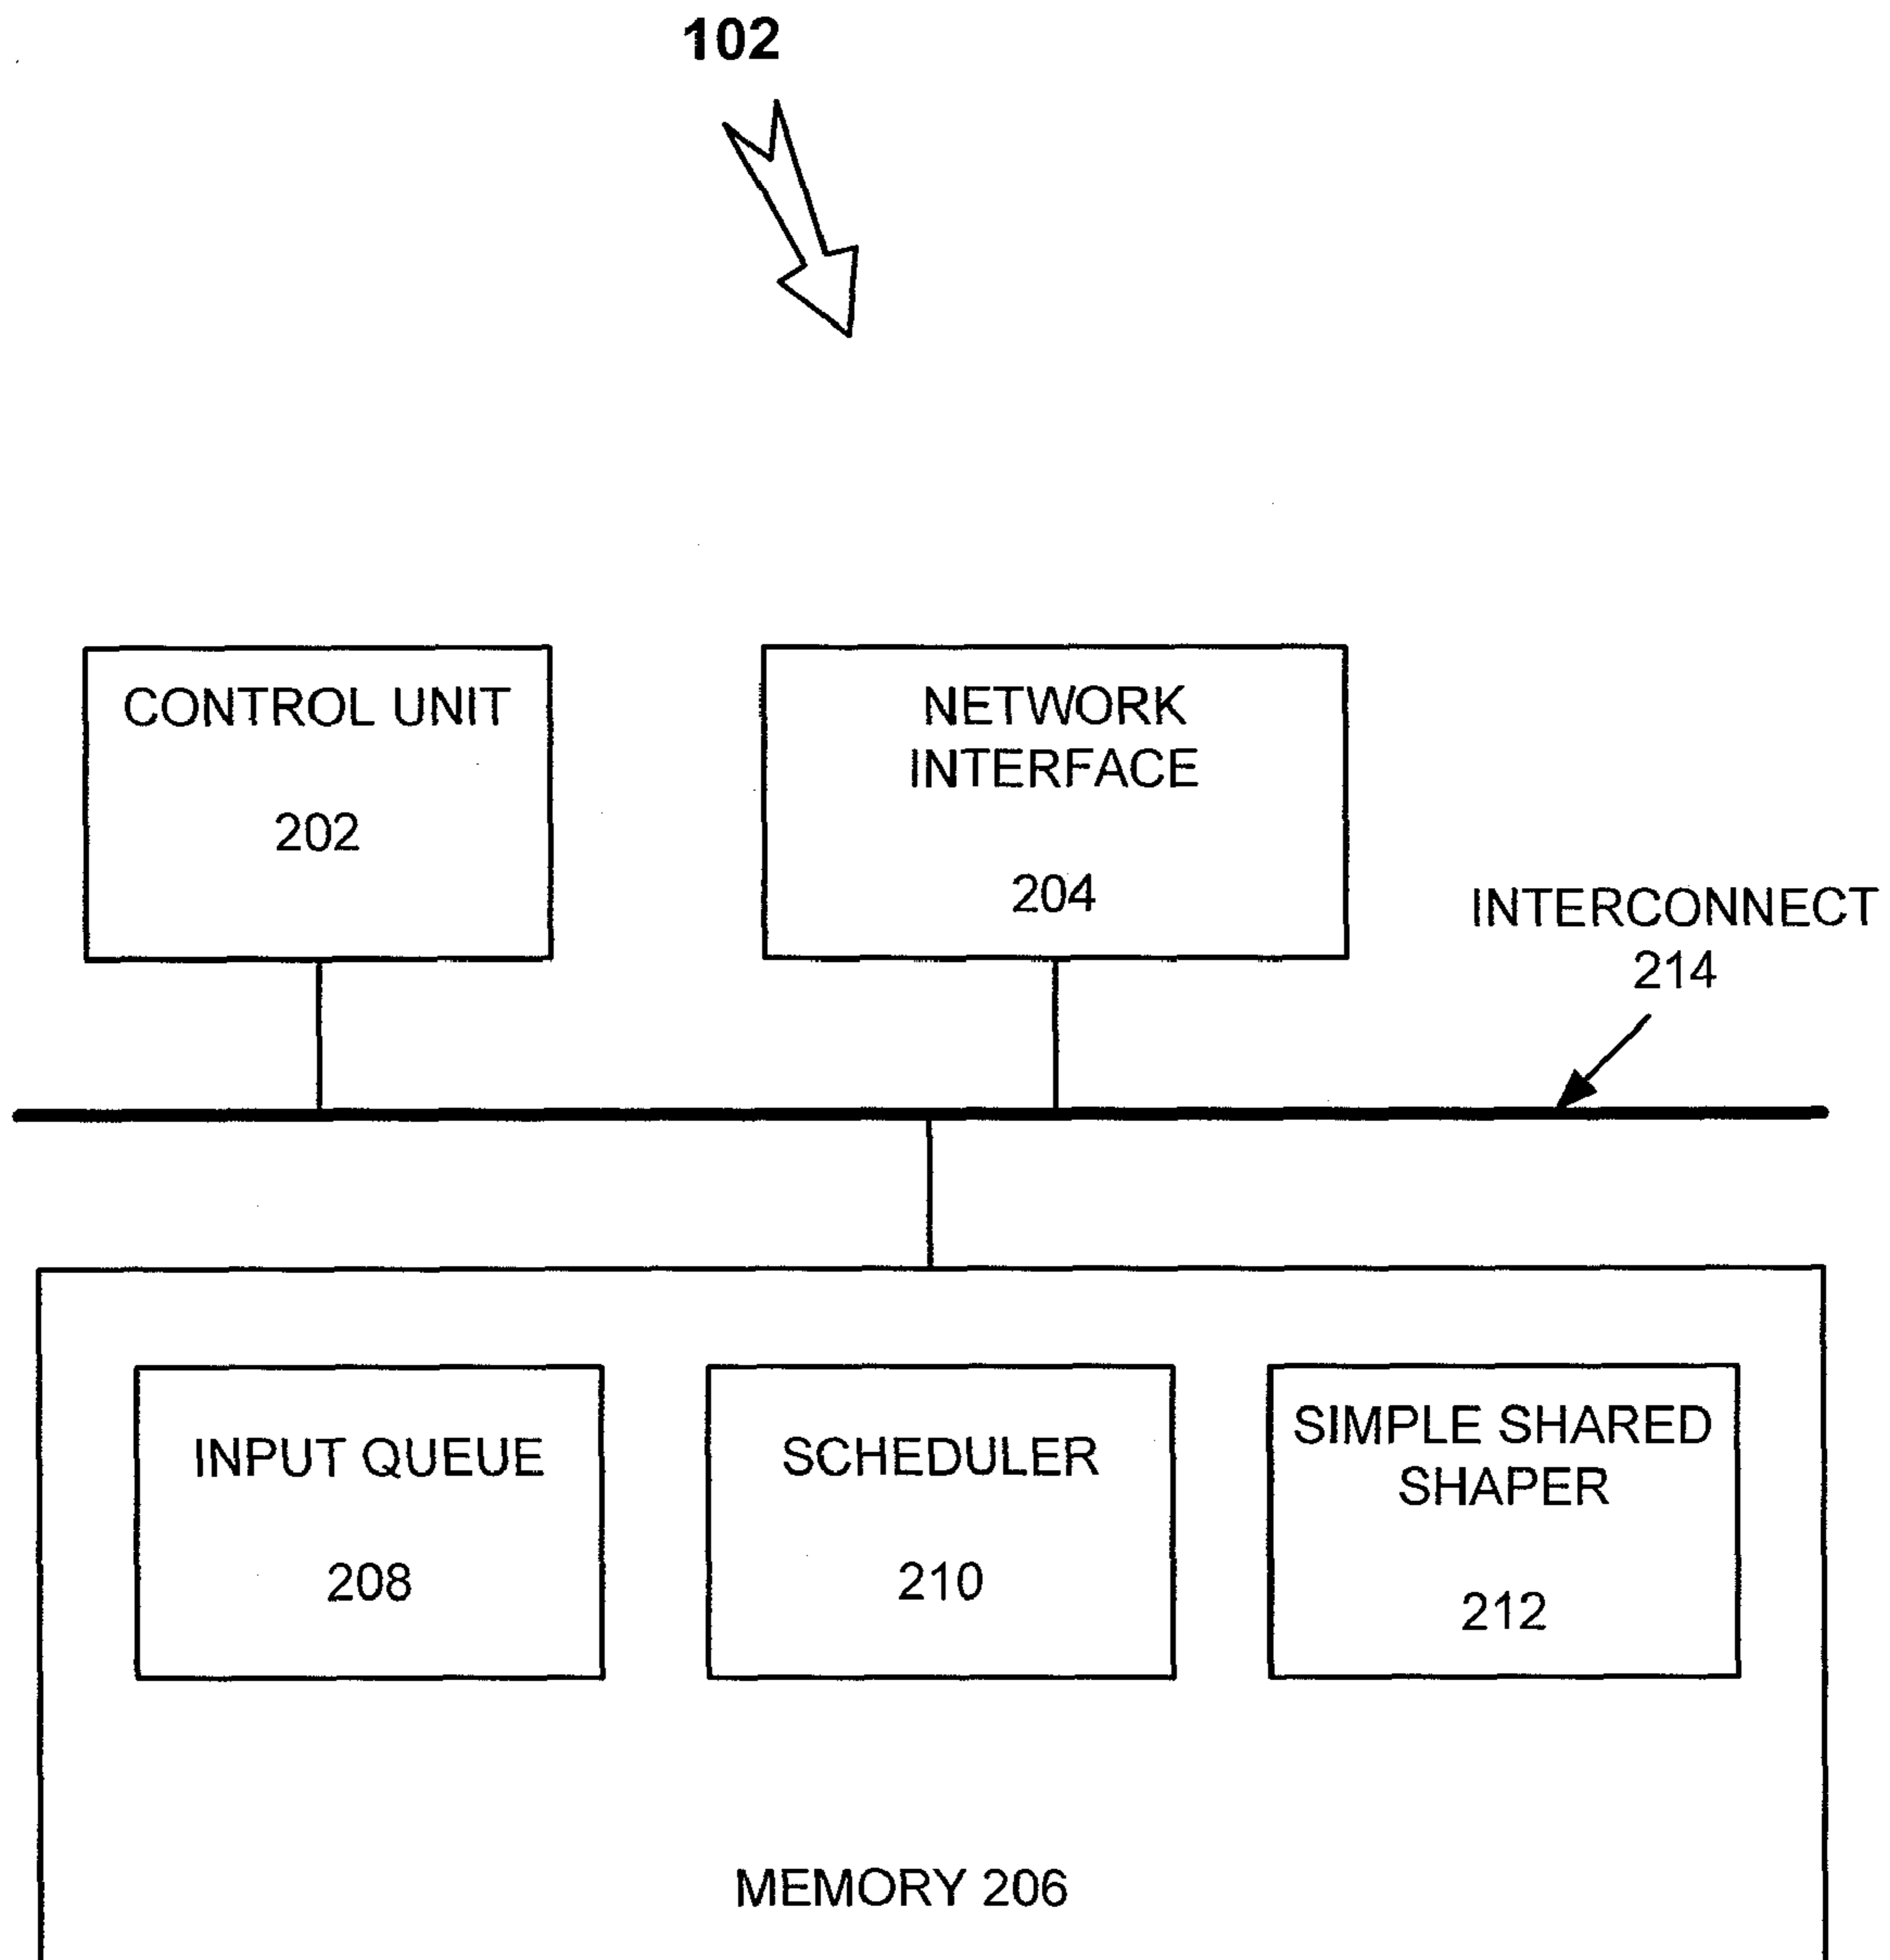 102
CONTROL UNIT
202
NETWORK
INTERFACE
204
INTERCONNECT
214
INPUT QUEUE
208
SCHEDULER
210
SIMPLE SHARED
SHAPER
212
MEMORY 206